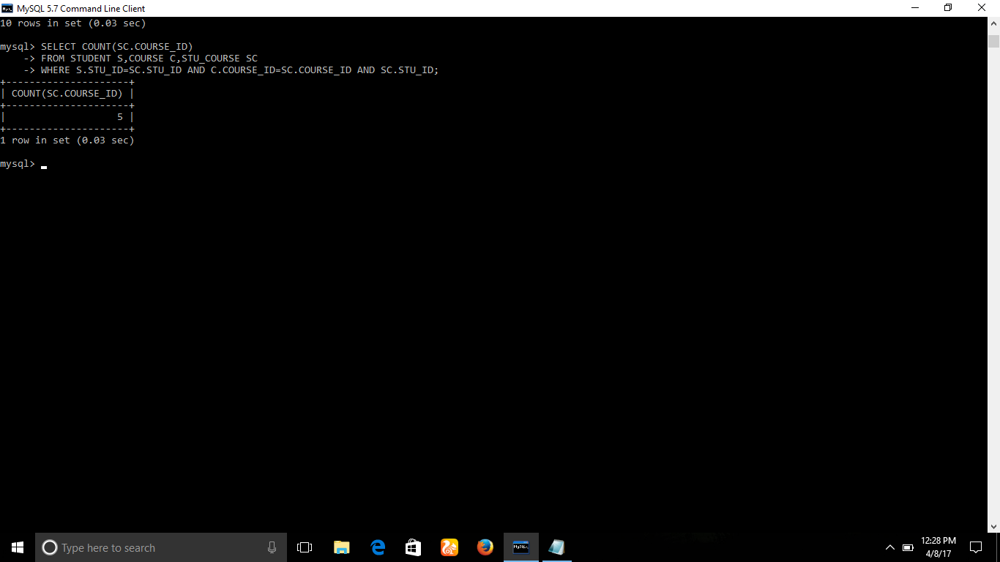 MySQL 5.7 Command Line Client
10 rows in set (0.03 sec)
mysql> SELECT COUNT(SC.COURSE_ID)
    -> FROM STUDENT S,COURSE C,STU_COURSE SC
    -> WHERE S.STU_ID=SC.STU_ID AND C.COURSE_ID=SC.COURSE_ID AND SC.STU_ID;
+---------------------+
| COUNT(SC.COURSE_ID) |
+---------------------+
|                   5 |
+---------------------+
1 row in set (0.03 sec)
mysql>
Type here to search
12:28 PM
4/8/17